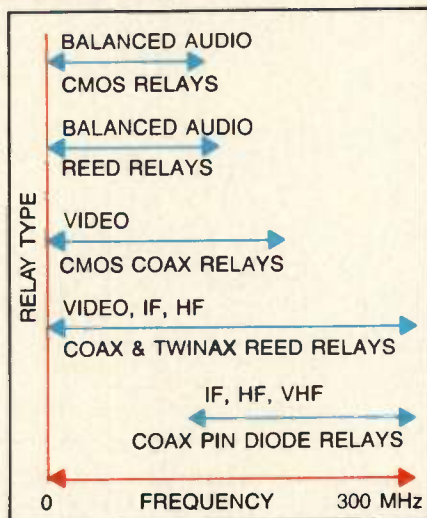 BALANCED AUDIO
CMOS RELAYS
BALANCED AUDIO
REED RELAYS
VIDEO
CMOS COAX RELAYS
VIDEO, IF, HF
COAX & TWINAX REED RELAYS
IF, HF, VHF
COAX PIN DIODE RELAYS
RELAY TYPE
0 FREQUENCY 300 MHz